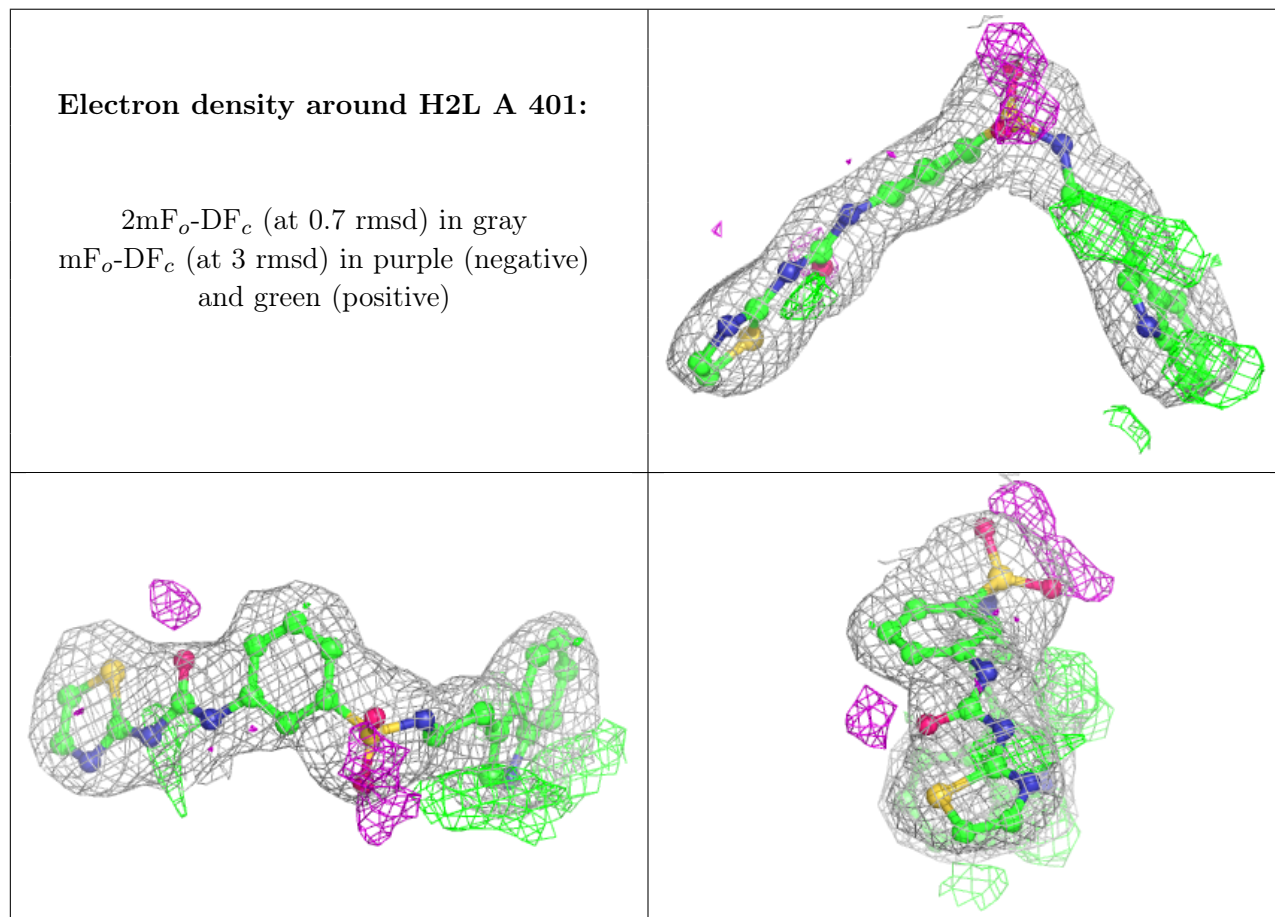 Electron density around H2L A 401:
2mFo-DFc (at 0.7 rmsd) in gray
mFo-DFc (at 3 rmsd) in purple (negative)
and green (positive)